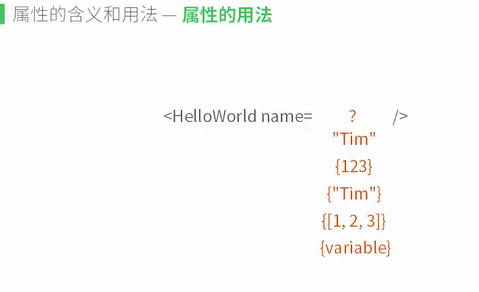 属性的含义和用法 — 属性的用法
<HelloWorld name= ? />
"Tim"
{123}
{"Tim"}
{[1, 2, 3]}
{variable}